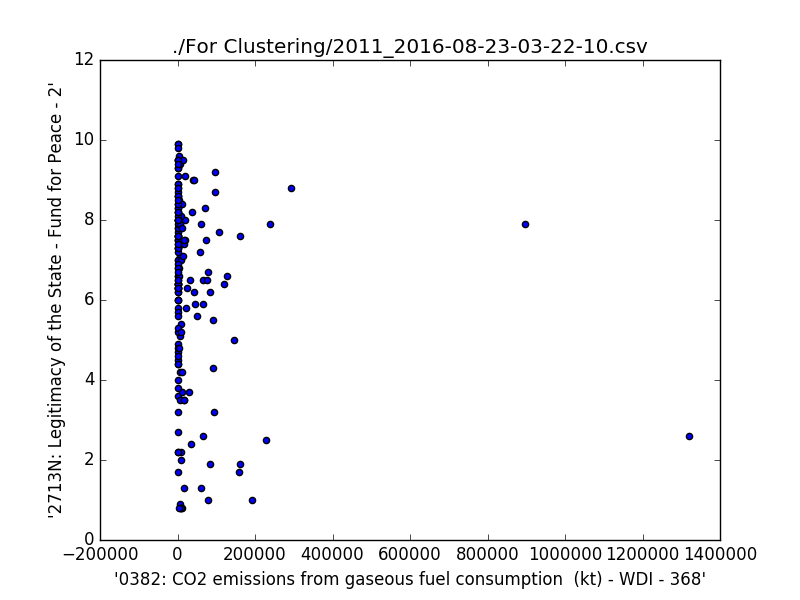 ./For Clustering/2011_2016-08-23-03-22-10.csv
12
10
8
6
4
2
0
'2713N: Legitimacy of the State - Fund for Peace - 2'
−200000 0 200000 400000 600000 800000 1000000 1200000 1400000
'0382: CO2 emissions from gaseous fuel consumption  (kt) - WDI - 368'